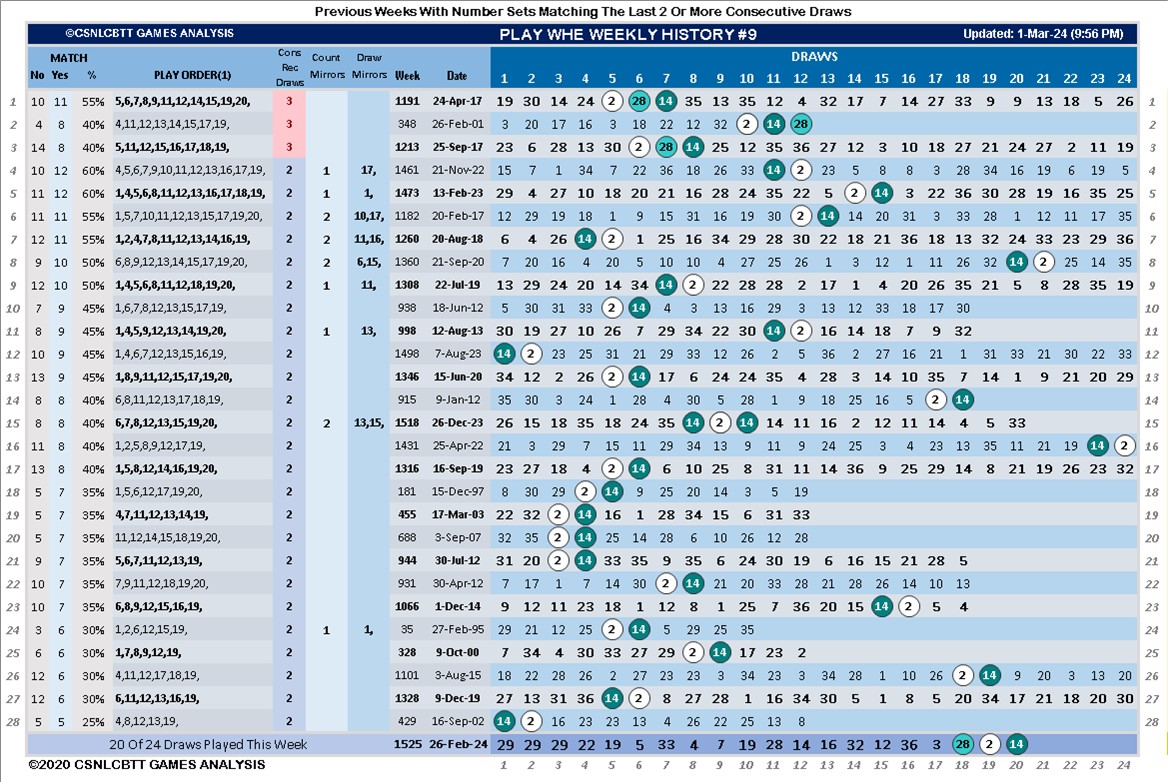 Previous Weeks With Number Sets Matching The Last 2 Or More Consecutive Draws
©CSNLCBTT GAMES ANALYSIS PLAY WHE WEEKLY HISTORY #9 Updated: 1-Mar-24 (9:56 PM)
MATCH Cons Rec Draws Count Mirrors Draw Mirrors DRAWS
No Yes % PLAY ORDER(1) Week Date 1 2 3 4 5 6 7 8 9 10 11 12 13 14 15 16 17 18 19 20 21 22 23 24
1 10 11 55% 5,6,7,8,9,11,12,14,15,19,20, 3 1191 24-Apr-17 19 30 14 24 2 28 14 35 13 35 12 4 32 17 7 14 27 33 9 9 13 18 5 26 1
2 4 8 40% 4,11,12,13,14,15,17,19, 3 348 26-Feb-01 3 20 17 16 3 18 22 12 32 2 14 28 2
3 14 8 40% 5,11,12,15,16,17,18,19, 3 1213 25-Sep-17 23 6 28 13 30 2 28 14 25 12 35 36 27 12 3 10 18 27 21 24 27 2 11 19 3
4 10 12 60% 4,5,6,7,9,10,11,12,13,16,17,19, 2 1 17, 1461 21-Nov-22 15 7 1 34 7 22 36 18 26 33 14 2 23 5 8 8 3 28 34 16 19 6 19 5 4
5 11 12 60% 1,4,5,6,8,11,12,13,16,17,18,19, 2 1 1, 1473 13-Feb-23 29 4 27 10 18 20 21 16 28 24 35 22 5 2 14 3 22 36 30 28 19 16 35 25 5
6 11 11 55% 1,5,7,10,11,12,13,15,17,19,20, 2 2 10,17, 1182 20-Feb-17 12 29 19 18 1 9 15 31 16 19 30 2 14 14 20 31 3 33 28 1 12 11 17 35 6
7 12 11 55% 1,2,4,7,8,11,12,13,14,16,19, 2 2 11,16, 1260 20-Aug-18 6 4 26 14 2 1 25 16 34 29 28 30 22 18 21 36 18 13 32 24 33 23 29 36 7
8 9 10 50% 6,8,9,12,13,14,15,17,19,20, 2 2 6,15, 1360 21-Sep-20 7 20 16 4 20 5 10 10 4 27 25 26 1 3 12 1 11 26 32 14 2 25 14 35 8
9 12 10 50% 1,4,5,6,8,11,12,18,19,20, 2 1 11, 1308 22-Jul-19 13 29 24 20 14 34 14 2 22 28 28 2 17 1 4 20 26 35 21 5 8 28 35 19 9
10 7 9 45% 1,6,7,8,12,13,15,17,19, 2 938 18-Jun-12 5 30 31 33 2 14 4 3 13 16 29 3 13 12 33 18 17 30 10
11 8 9 45% 1,4,5,9,12,13,14,19,20, 2 1 13, 998 12-Aug-13 30 19 27 10 26 7 29 34 22 30 14 2 16 14 18 7 9 32 11
12 10 9 45% 1,4,6,7,12,13,15,16,19, 2 1498 7-Aug-23 14 2 23 25 31 21 29 33 12 26 2 5 36 2 27 16 21 1 31 33 21 30 22 33 12
13 13 9 45% 1,8,9,11,12,15,17,19,20, 2 1346 15-Jun-20 34 12 2 26 2 14 17 6 24 24 35 4 28 3 14 10 35 7 14 1 9 21 20 29 13
14 8 8 40% 6,8,11,12,13,17,18,19, 2 915 9-Jan-12 35 30 3 24 1 28 4 30 5 28 1 9 18 25 16 5 2 14 14
15 8 8 40% 6,7,8,12,13,15,19,20, 2 2 13,15, 1518 26-Dec-23 26 15 18 35 18 24 35 14 2 14 14 11 16 2 12 11 14 4 5 33 15
16 11 8 40% 1,2,5,8,9,12,17,19, 2 1431 25-Apr-22 21 3 29 7 15 11 29 34 13 9 11 11 9 24 25 4 23 13 35 11 21 19 14 2 16
17 13 8 40% 1,5,8,12,14,16,19,20, 2 1316 16-Sep-19 23 27 18 4 2 14 6 10 25 8 31 11 14 36 9 25 29 14 8 21 19 26 23 32 17
18 5 7 35% 1,5,6,12,17,19,20, 2 181 15-Dec-97 8 30 29 2 14 9 25 20 14 3 5 19 18
19 5 7 35% 4,7,11,12,13,14,19, 2 455 17-Mar-03 22 32 2 14 16 1 28 34 15 6 31 33 19
20 5 7 35% 11,12,14,15,18,19,20, 2 688 3-Sep-07 32 35 2 14 28 35 5 6 10 26 12 28 20
21 9 7 35% 5,6,7,11,12,13,19, 2 944 30-Jul-12 31 20 2 14 33 35 9 35 6 24 30 19 6 16 15 21 28 5 21
22 10 7 35% 7,9,11,12,18,19,20, 2 931 30-Apr-12 7 17 1 7 14 30 2 14 21 20 33 28 21 28 26 14 10 13 22
23 10 7 35% 6,8,9,12,15,16,19, 2 1066 1-Dec-14 9 12 11 23 18 1 12 8 1 25 7 36 20 15 14 2 5 4 23
24 3 6 30% 1,2,6,12,15,19, 2 1 1, 35 27-Feb-95 29 21 12 25 2 14 5 29 25 35 24
25 6 6 30% 1,7,8,9,12,19, 2 328 9-Oct-00 7 34 4 30 33 27 29 2 14 17 23 2 25
26 12 6 30% 4,11,12,17,18,19, 2 1101 3-Aug-15 18 22 28 26 2 27 23 23 3 34 23 3 34 28 1 10 26 2 14 9 20 3 13 20 26
27 12 6 30% 6,11,12,13,16,19, 2 1328 9-Dec-19 27 13 31 36 14 2 8 27 28 1 16 34 30 5 1 8 5 20 34 17 21 18 20 30 27
28 5 5 25% 4,8,12,13,19, 2 429 16-Sep-02 14 2 16 23 23 13 4 26 22 25 13 8 28
20 Of 24 Draws Played This Week 1525 26-Feb-24 29 29 29 22 19 5 33 4 7 19 28 14 16 32 12 36 3 28 2 14
©2020 CSNLCBTT GAMES ANALYSIS 1 2 3 4 5 6 7 8 9 10 11 12 13 14 15 16 17 18 19 20 21 22 23 24